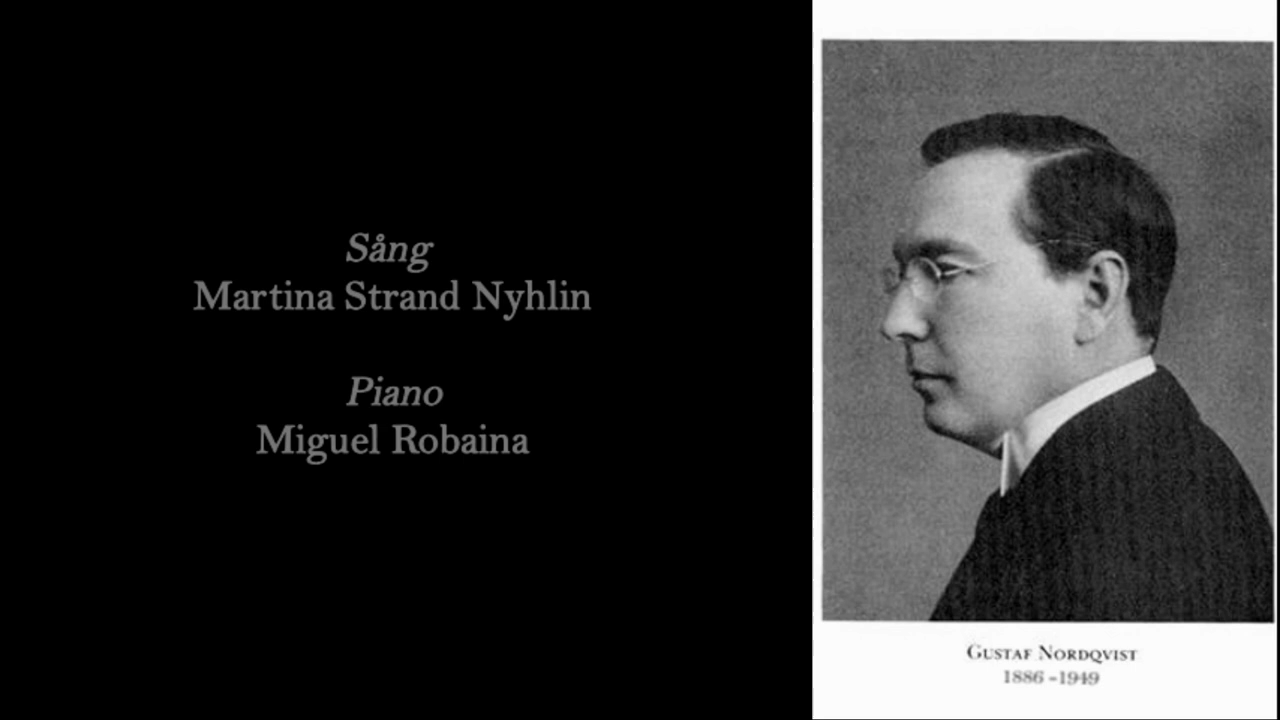 Sång
Martina Strand Nyhlin
Piano
Miguel Robaina
GUSTAF NORDQVIST
1886 –1949